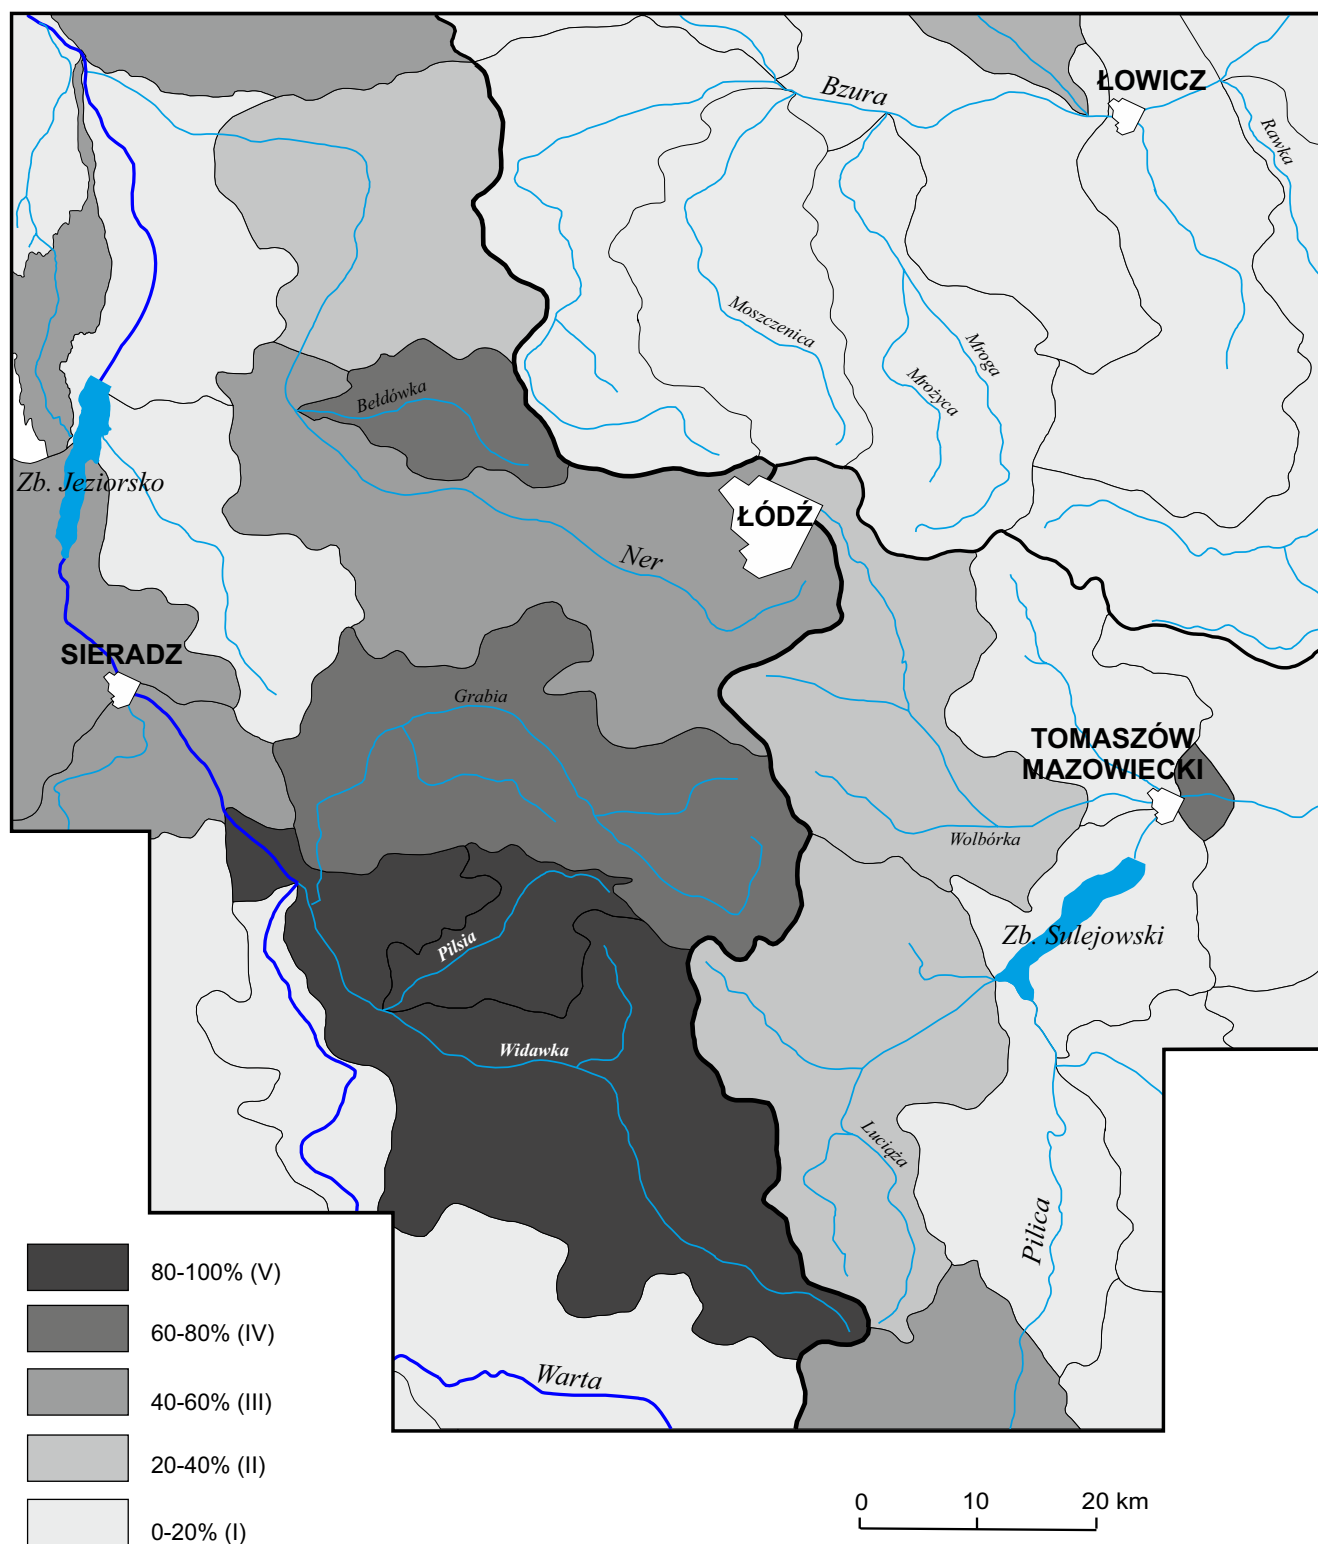 Bzura
ŁOWICZ
Rawka
Moszczenica
Mroga
Mrożyca
Bełdówka
Zb. Jeziorsko
ŁÓDŹ
Ner
SIERADZ
Grabia
TOMASZÓW
MAZOWIECKI
Wolbórka
Pilsia
Zb. Sulejowski
Widawka
Luciąża
Pilica
Warta
80-100% (V)
60-80% (IV)
40-60% (III)
20-40% (II)
0-20% (I)
0 10 20 km